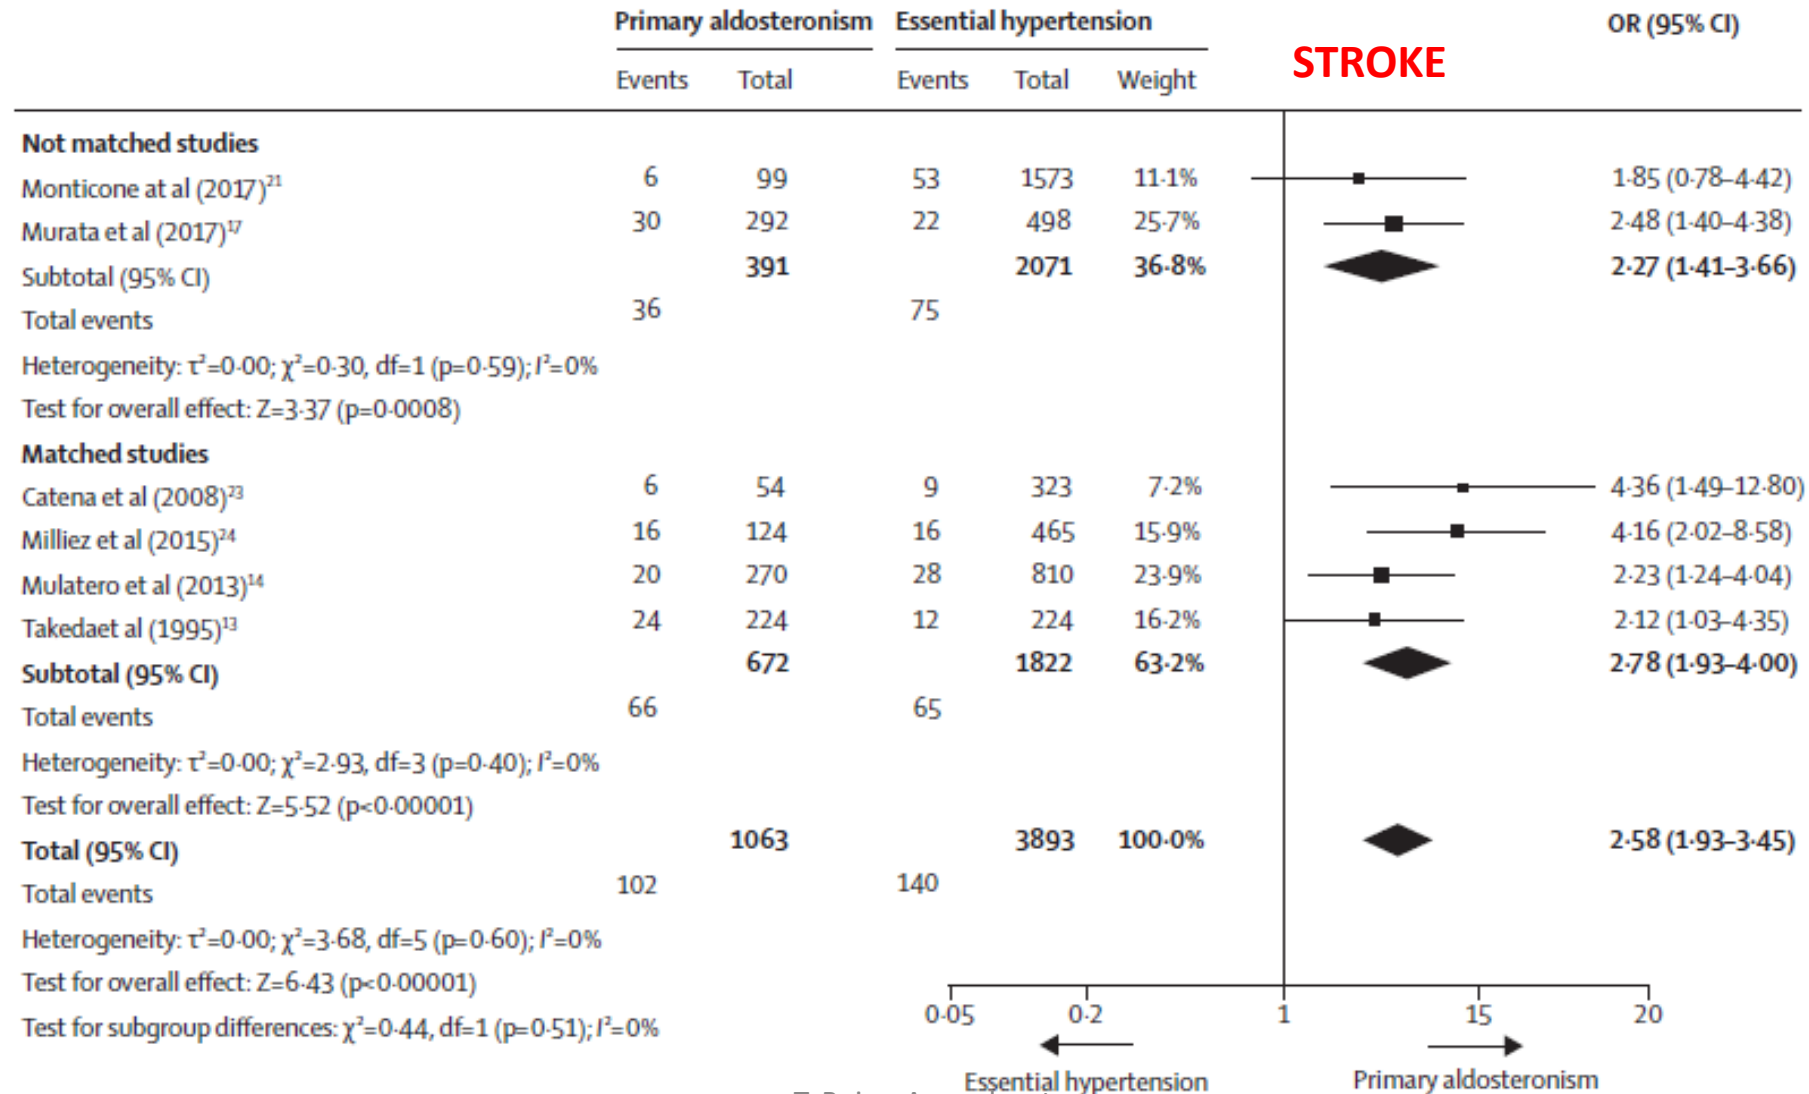 Primary aldosteronism Essential hypertension OR (95% CI)
STROKE
Events Total Events Total Weight
Not matched studies
Monticone at al (2017)²¹ 6 99 53 1573 11·1% 1·85 (0·78–4·42)
Murata et al (2017)¹⁷ 30 292 22 498 25·7% 2·48 (1·40–4·38)
Subtotal (95% CI) 391 2071 36·8% 2·27 (1·41–3·66)
Total events 36 75
Heterogeneity: τ²=0·00; χ²=0·30, df=1 (p=0·59); I²=0%
Test for overall effect: Z=3·37 (p=0·0008)
Matched studies
Catena et al (2008)²³ 6 54 9 323 7·2% 4·36 (1·49–12·80)
Milliez et al (2015)²⁴ 16 124 16 465 15·9% 4·16 (2·02–8·58)
Mulatero et al (2013)¹⁴ 20 270 28 810 23·9% 2·23 (1·24–4·04)
Takedaet al (1995)¹³ 24 224 12 224 16·2% 2·12 (1·03–4·35)
Subtotal (95% CI) 672 1822 63·2% 2·78 (1·93–4·00)
Total events 66 65
Heterogeneity: τ²=0·00; χ²=2·93, df=3 (p=0·40); I²=0%
Test for overall effect: Z=5·52 (p<0·00001)
Total (95% CI) 1063 3893 100·0% 2·58 (1·93–3·45)
Total events 102 140
Heterogeneity: τ²=0·00; χ²=3·68, df=5 (p=0·60); I²=0%
Test for overall effect: Z=6·43 (p<0·00001)
Test for subgroup differences: χ²=0·44, df=1 (p=0·51); I²=0%
0·05 0·2 1 15 20
Essential hypertension Primary aldosteronism